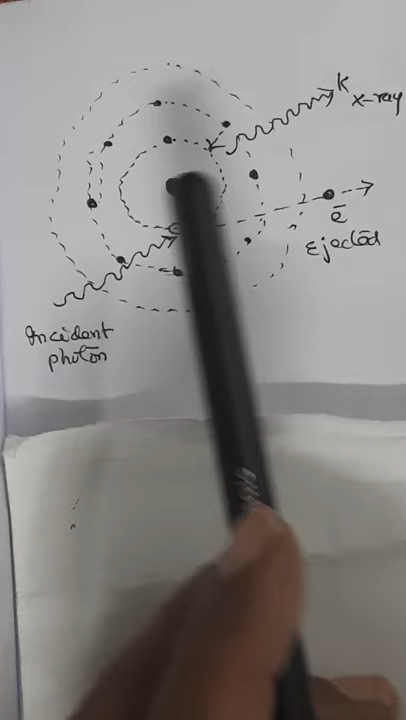 K
x-ray
ē
Ejected
Incident
photon